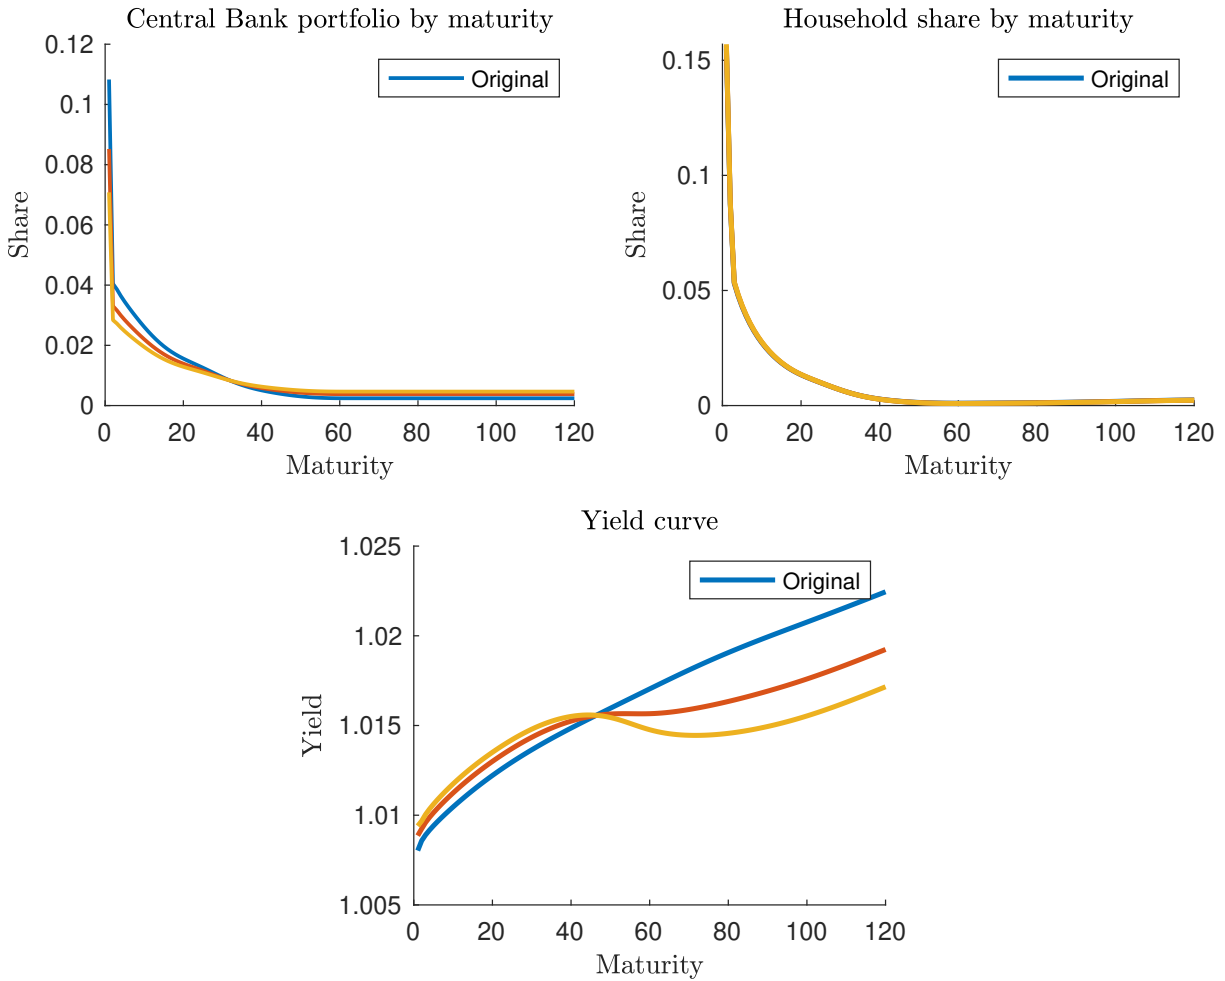 Central Bank portfolio by maturity
0.12
0.1
0.08
0.06
0.04
0.02
0
Share
Original
0 20 40 60 80 100 120
Maturity
Household share by maturity
0.15
0.1
0.05
0
Share
Original
0 20 40 60 80 100 120
Maturity
Yield curve
1.025
1.02
1.015
1.01
1.005
Yield
Original
0 20 40 60 80 100 120
Maturity